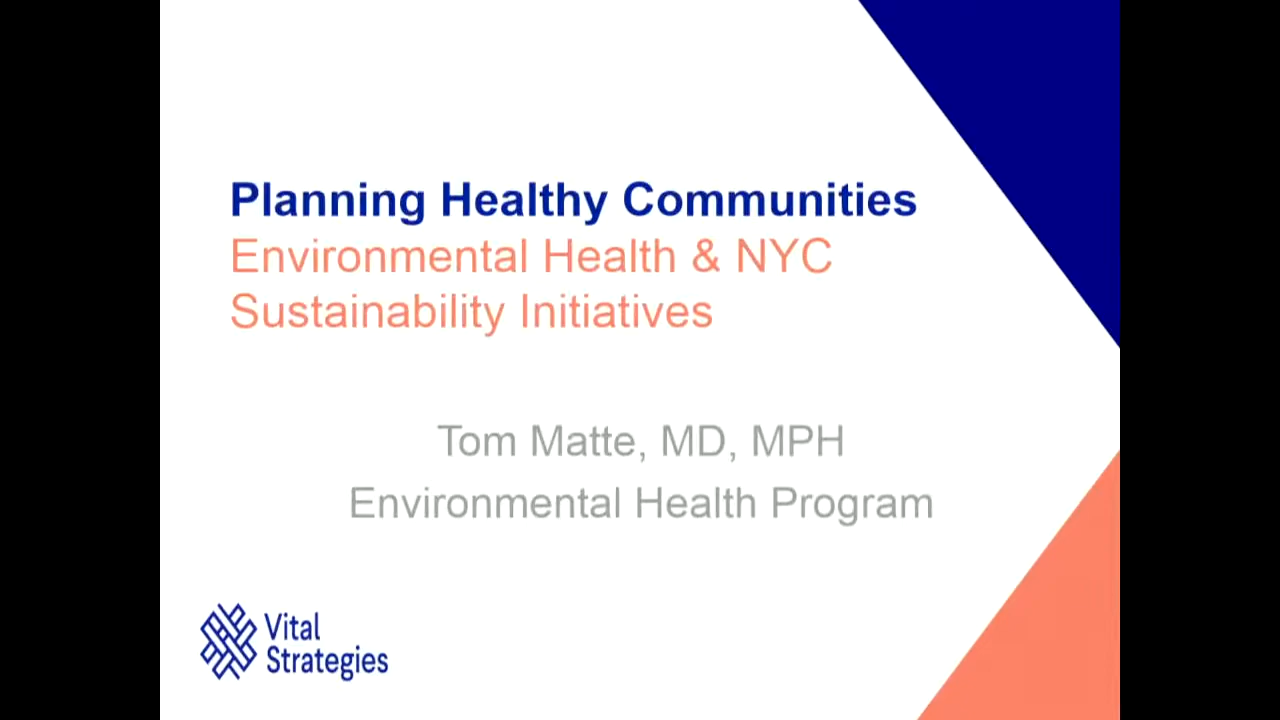 Planning Healthy Communities
Environmental Health & NYC
Sustainability Initiatives
Tom Matte, MD, MPH
Environmental Health Program
Vital
Strategies